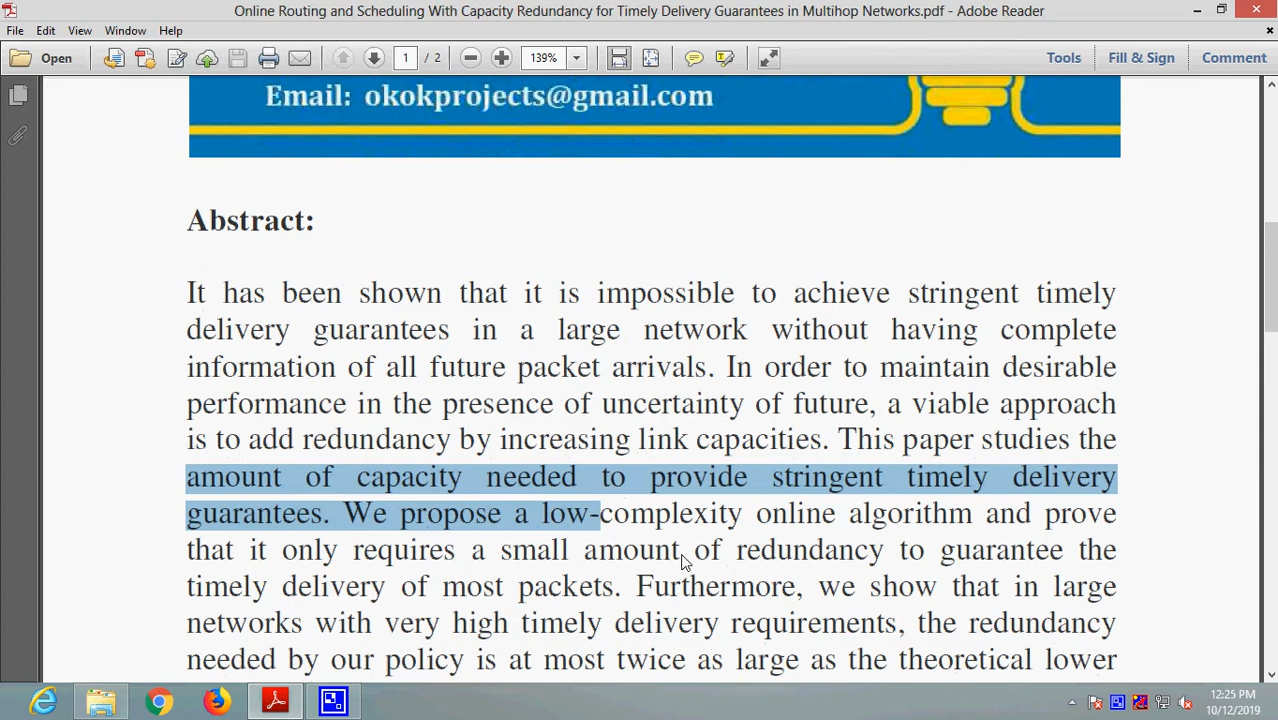 Online Routing and Scheduling With Capacity Redundancy for Timely Delivery Guarantees in Multihop Networks.pdf - Adobe Reader
File Edit View Window Help
Open 1 / 2 139% Tools Fill & Sign Comment
Email: okokprojects@gmail.com
Abstract:
It has been shown that it is impossible to achieve stringent timely
delivery guarantees in a large network without having complete
information of all future packet arrivals. In order to maintain desirable
performance in the presence of uncertainty of future, a viable approach
is to add redundancy by increasing link capacities. This paper studies the
amount of capacity needed to provide stringent timely delivery
guarantees. We propose a low-complexity online algorithm and prove
that it only requires a small amount of redundancy to guarantee the
timely delivery of most packets. Furthermore, we show that in large
networks with very high timely delivery requirements, the redundancy
needed by our policy is at most twice as large as the theoretical lower
12:25 PM
10/12/2019